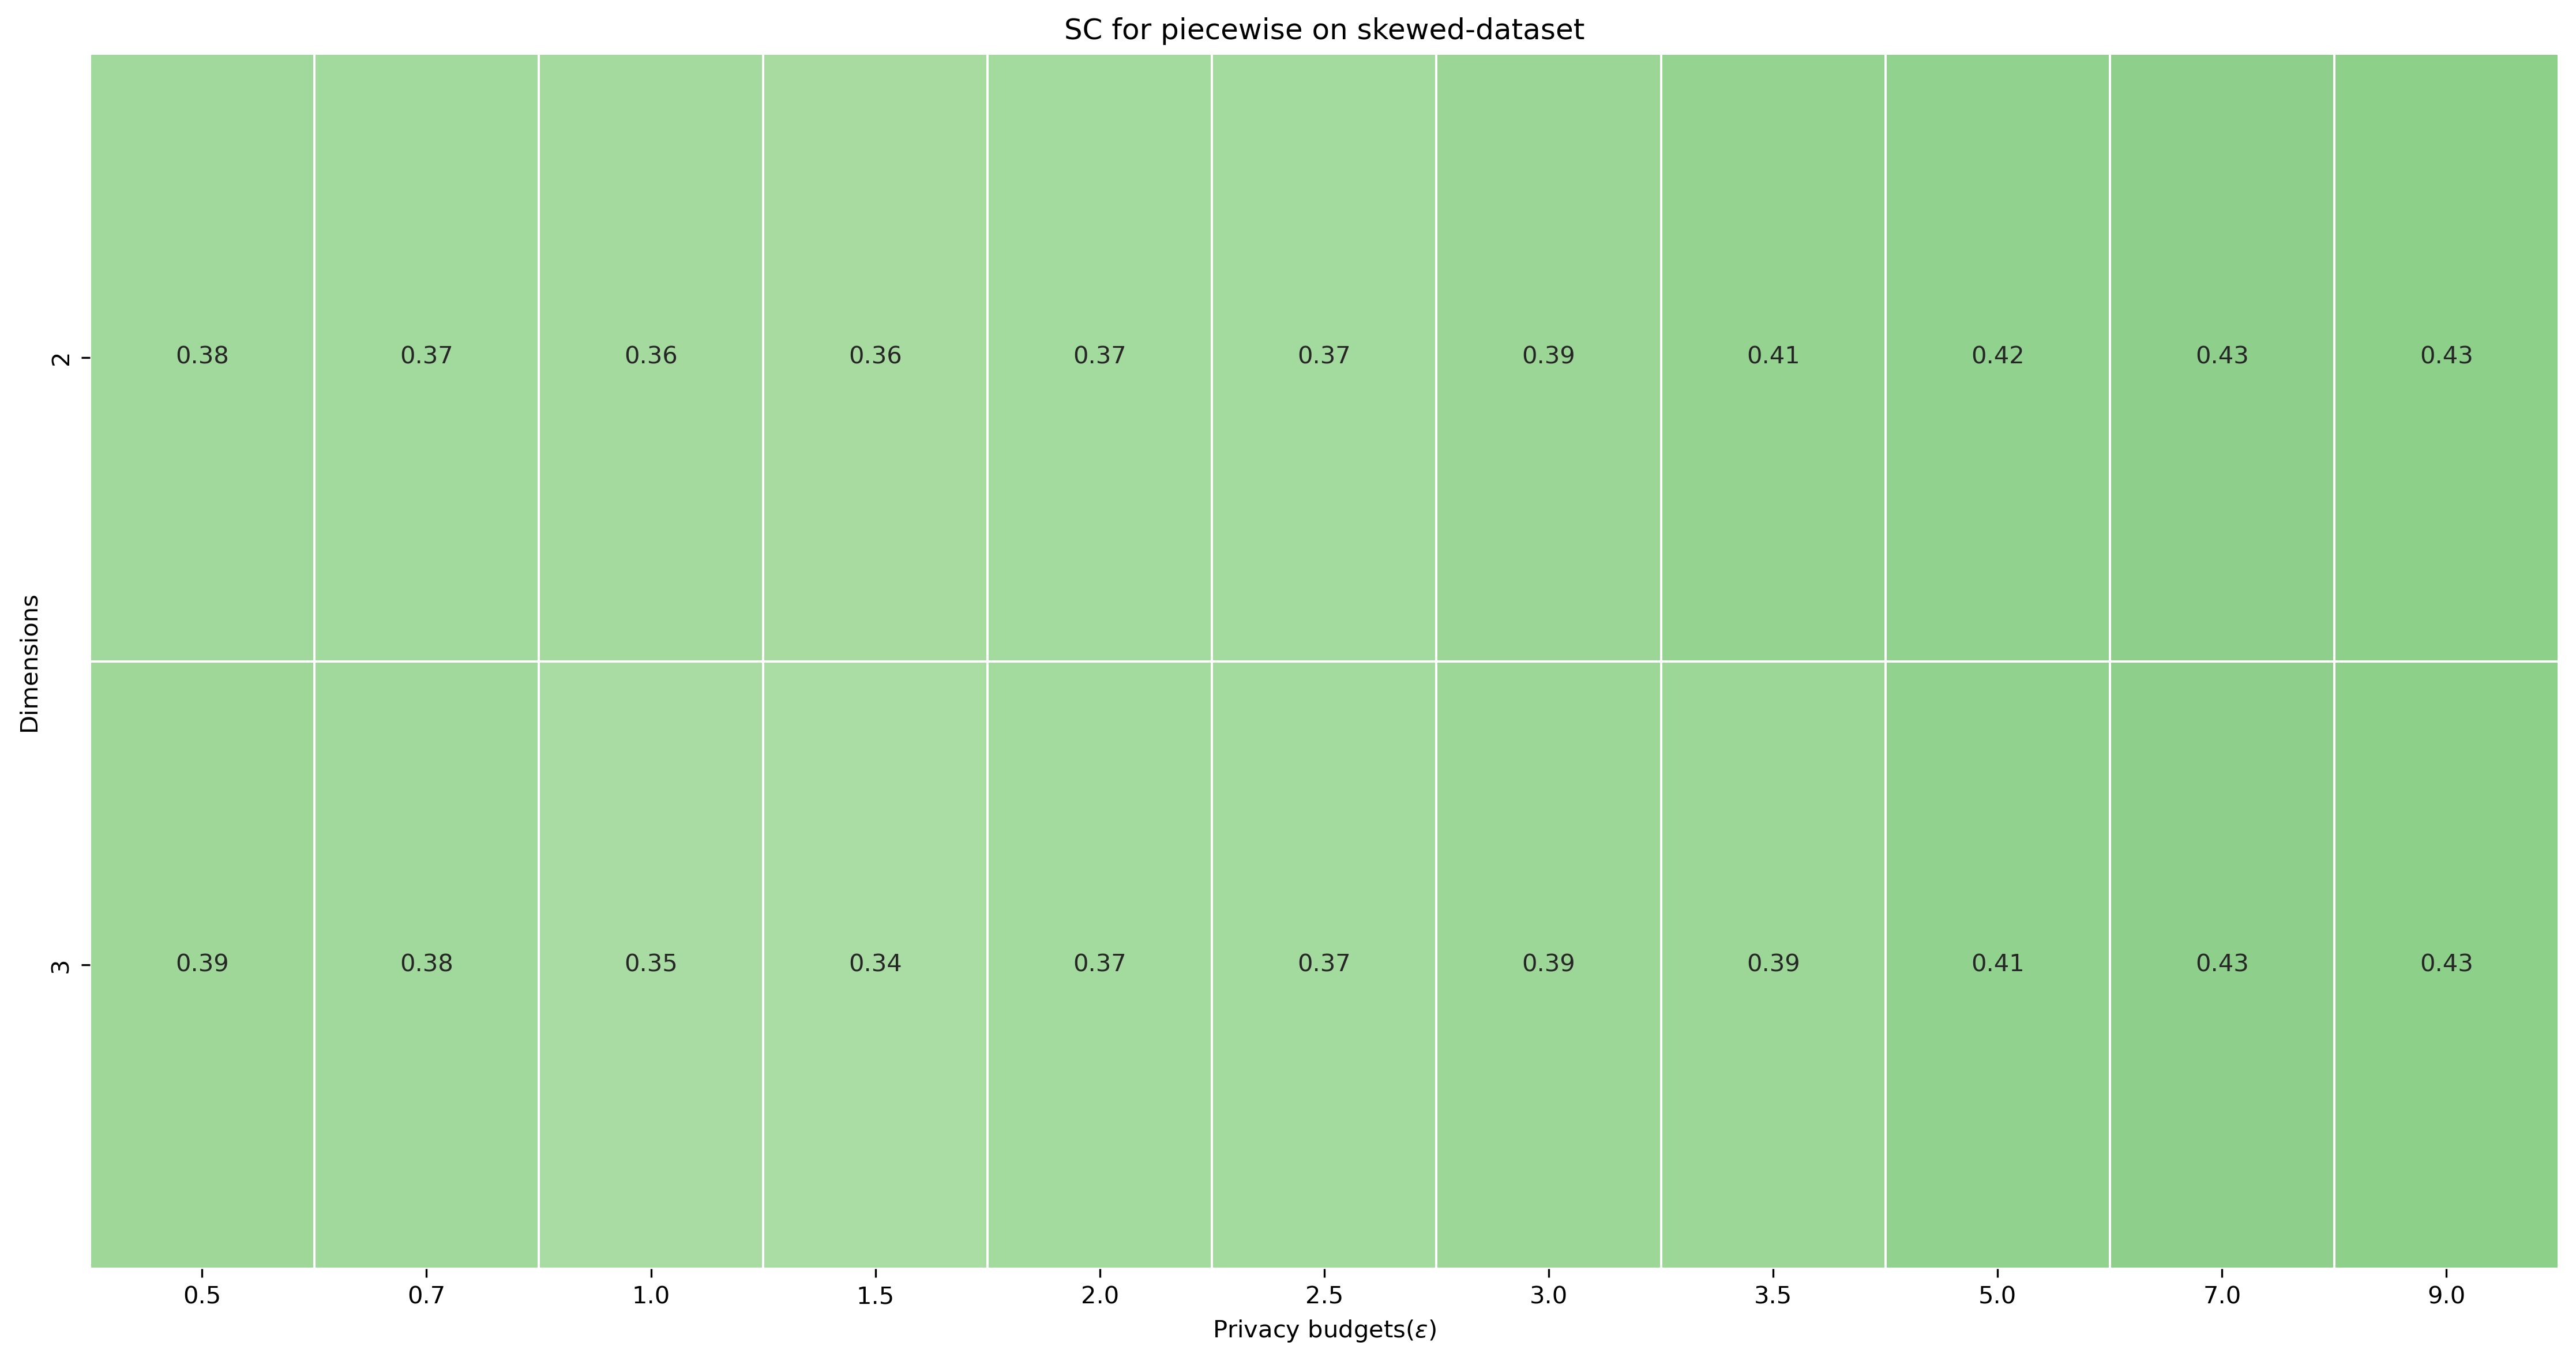 SC for piecewise on skewed-dataset
Dimensions
2
0.38 0.37 0.36 0.36 0.37 0.37 0.39 0.41 0.42 0.43 0.43
3
0.39 0.38 0.35 0.34 0.37 0.37 0.39 0.39 0.41 0.43 0.43
0.5 0.7 1.0 1.5 2.0 2.5 3.0 3.5 5.0 7.0 9.0
Privacy budgets(ε)